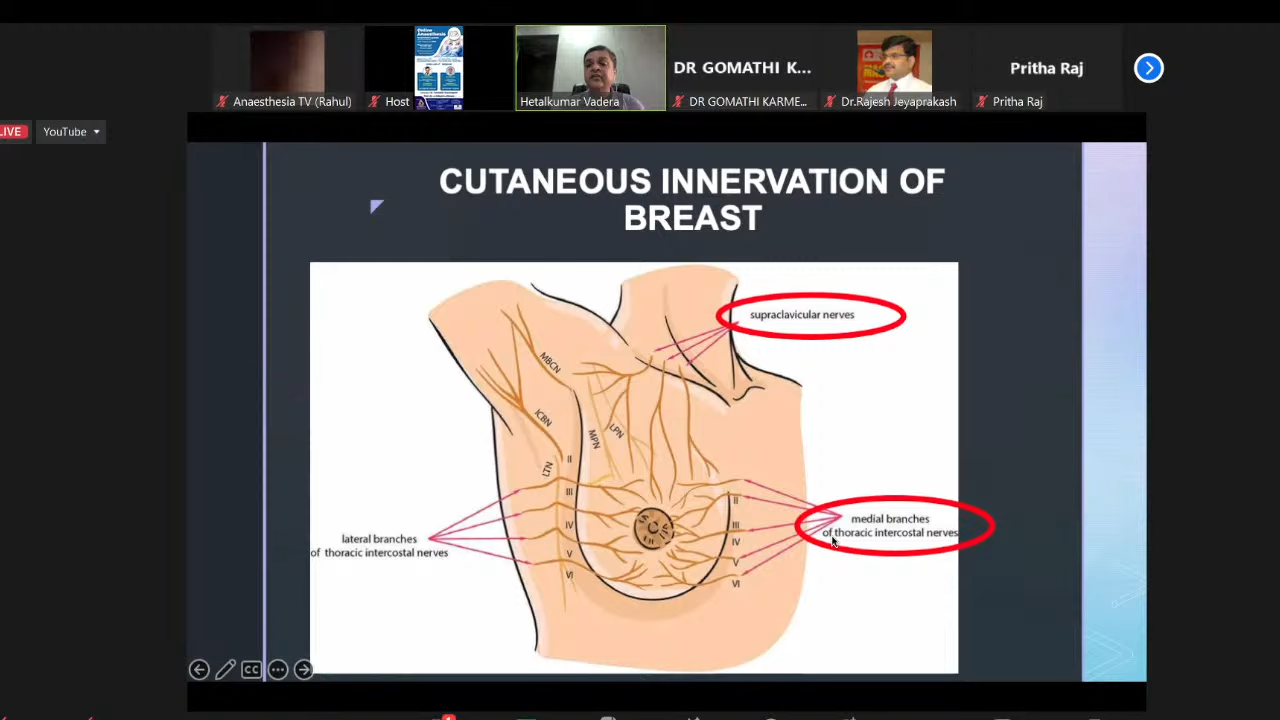 DR GOMATHI K...
Pritha Raj
Anaesthesia TV (Rahul)
Host
Hetalkumar Vadera
DR GOMATHI KARME...
Dr.Rajesh Jeyaprakash
Pritha Raj
LIVE
YouTube
CUTANEOUS INNERVATION OF
BREAST
supraclavicular nerves
MBCN
ICBN
MPN
LPN
LTN
II
III
IV
V
VI
II
III
IV
V
VI
lateral branches
of thoracic intercostal nerves
medial branches
of thoracic intercostal nerves
CC